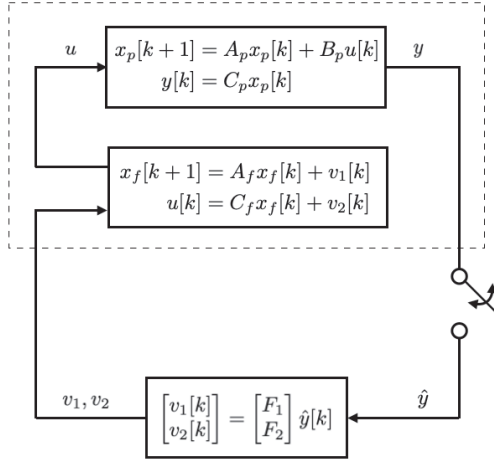 u
x_p[k + 1] = A_p x_p[k] + B_p u[k]
y[k] = C_p x_p[k]
y
x_f[k + 1] = A_f x_f[k] + v_1[k]
u[k] = C_f x_f[k] + v_2[k]
v_1, v_2
[v_1[k] v_2[k]] = [F_1 F_2] ŷ[k]
ŷ